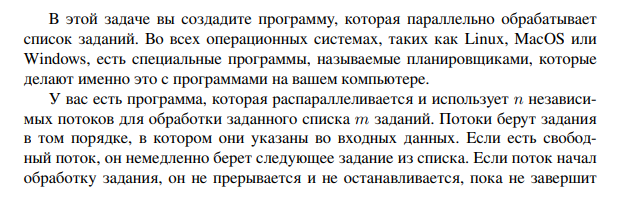 В этой задаче вы создадите программу, которая параллельно обрабатывает
список заданий. Во всех операционных системах, таких как Linux, MacOS или
Windows, есть специальные программы, называемые планировщиками, которые
делают именно это с программами на вашем компьютере.
У вас есть программа, которая распараллеливается и использует n независи-
мых потоков для обработки заданного списка m заданий. Потоки берут задания
в том порядке, в котором они указаны во входных данных. Если есть свобод-
ный поток, он немедленно берет следующее задание из списка. Если поток начал
обработку задания, он не прерывается и не останавливается, пока не завершит